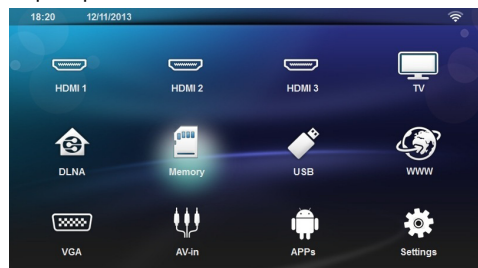 18:20 12/11/2013
HDMI 1 HDMI 2 HDMI 3 TV
DLNA Memory USB WWW
VGA AV-in APPs Settings